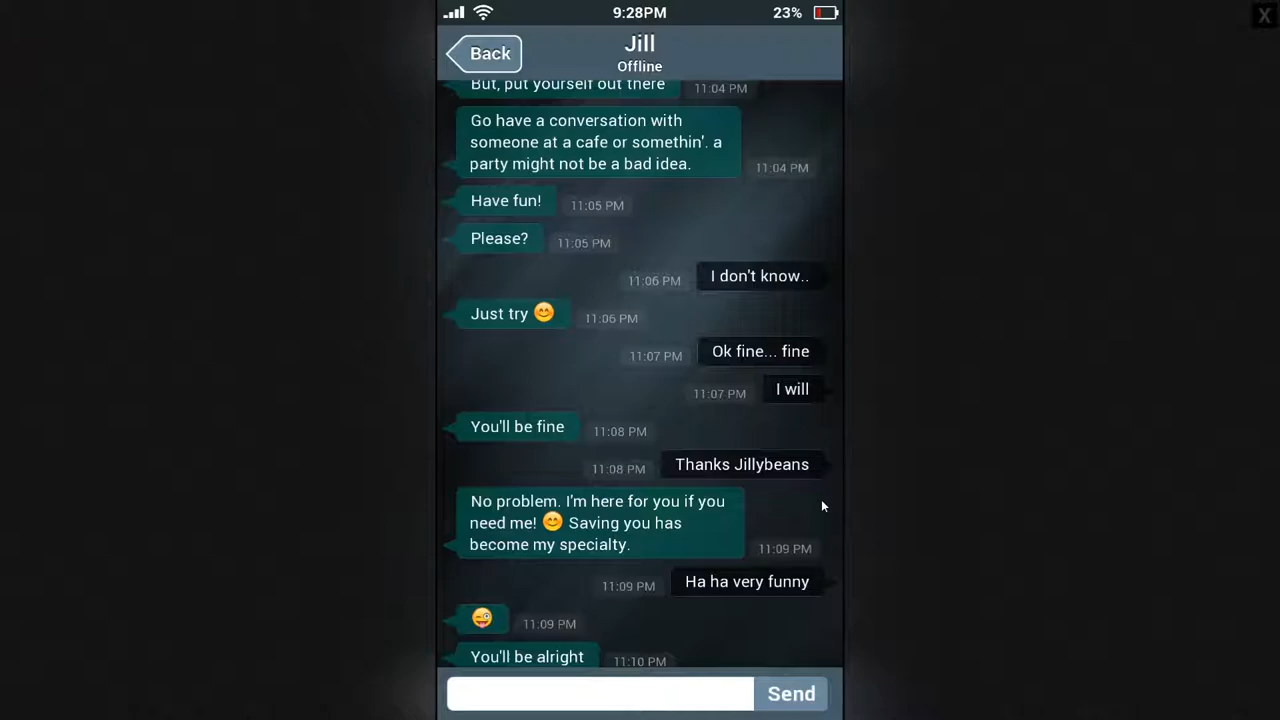 9:28PM
23%
X
Back
Jill
Offline
But, put yourself out there
11:04 PM
Go have a conversation with
someone at a cafe or somethin'. a
party might not be a bad idea.
11:04 PM
Have fun!
11:05 PM
Please?
11:05 PM
I don't know..
11:06 PM
Just try 😊
11:06 PM
Ok fine... fine
11:07 PM
I will
11:07 PM
You'll be fine
11:08 PM
Thanks Jillybeans
11:08 PM
No problem. I'm here for you if you
need me! 😊 Saving you has
become my specialty.
11:09 PM
Ha ha very funny
11:09 PM
😜
11:09 PM
You'll be alright
11:10 PM
Send